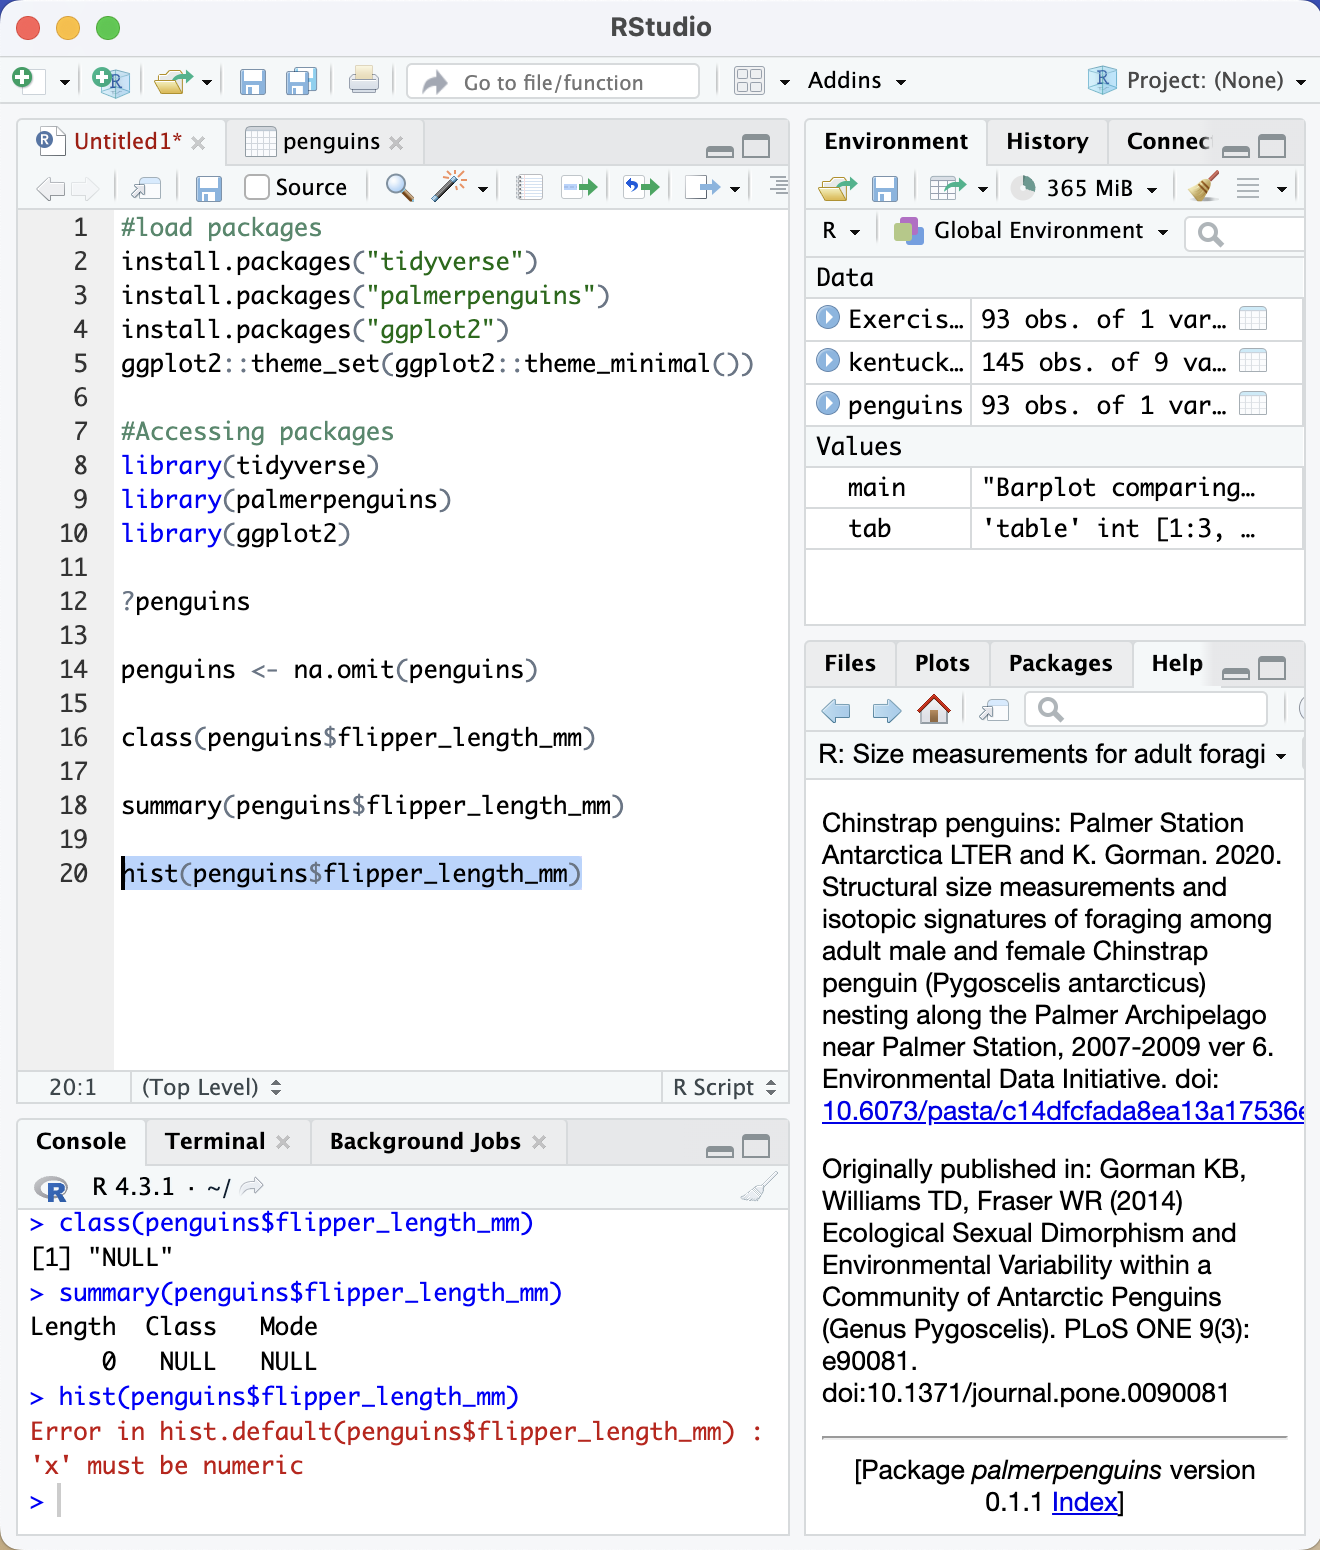 RStudio
Go to file/function
Addins
Project: (None)
Untitled1*
penguins
Source
1 #load packages
2 install.packages("tidyverse")
3 install.packages("palmerpenguins")
4 install.packages("ggplot2")
5 ggplot2::theme_set(ggplot2::theme_minimal())
6
7 #Accessing packages
8 library(tidyverse)
9 library(palmerpenguins)
10 library(ggplot2)
11
12 ?penguins
13
14 penguins <- na.omit(penguins)
15
16 class(penguins$flipper_length_mm)
17
18 summary(penguins$flipper_length_mm)
19
20 hist(penguins$flipper_length_mm)
20:1 (Top Level) R Script
Console Terminal Background Jobs
R 4.3.1 · ~/
> class(penguins$flipper_length_mm)
[1] "NULL"
> summary(penguins$flipper_length_mm)
Length Class Mode
0 NULL NULL
> hist(penguins$flipper_length_mm)
Error in hist.default(penguins$flipper_length_mm) :
'x' must be numeric
>
Environment History Connec
365 MiB
R Global Environment
Data
Exercis… 93 obs. of 1 var…
kentuck… 145 obs. of 9 va…
penguins 93 obs. of 1 var…
Values
main "Barplot comparing…
tab 'table' int [1:3, …
Files Plots Packages Help
R: Size measurements for adult foragi
Chinstrap penguins: Palmer Station
Antarctica LTER and K. Gorman. 2020.
Structural size measurements and
isotopic signatures of foraging among
adult male and female Chinstrap
penguin (Pygoscelis antarcticus)
nesting along the Palmer Archipelago
near Palmer Station, 2007-2009 ver 6.
Environmental Data Initiative. doi:
10.6073/pasta/c14dfcfada8ea13a17536e
Originally published in: Gorman KB,
Williams TD, Fraser WR (2014)
Ecological Sexual Dimorphism and
Environmental Variability within a
Community of Antarctic Penguins
(Genus Pygoscelis). PLoS ONE 9(3):
e90081.
doi:10.1371/journal.pone.0090081
[Package palmerpenguins version
0.1.1 Index]